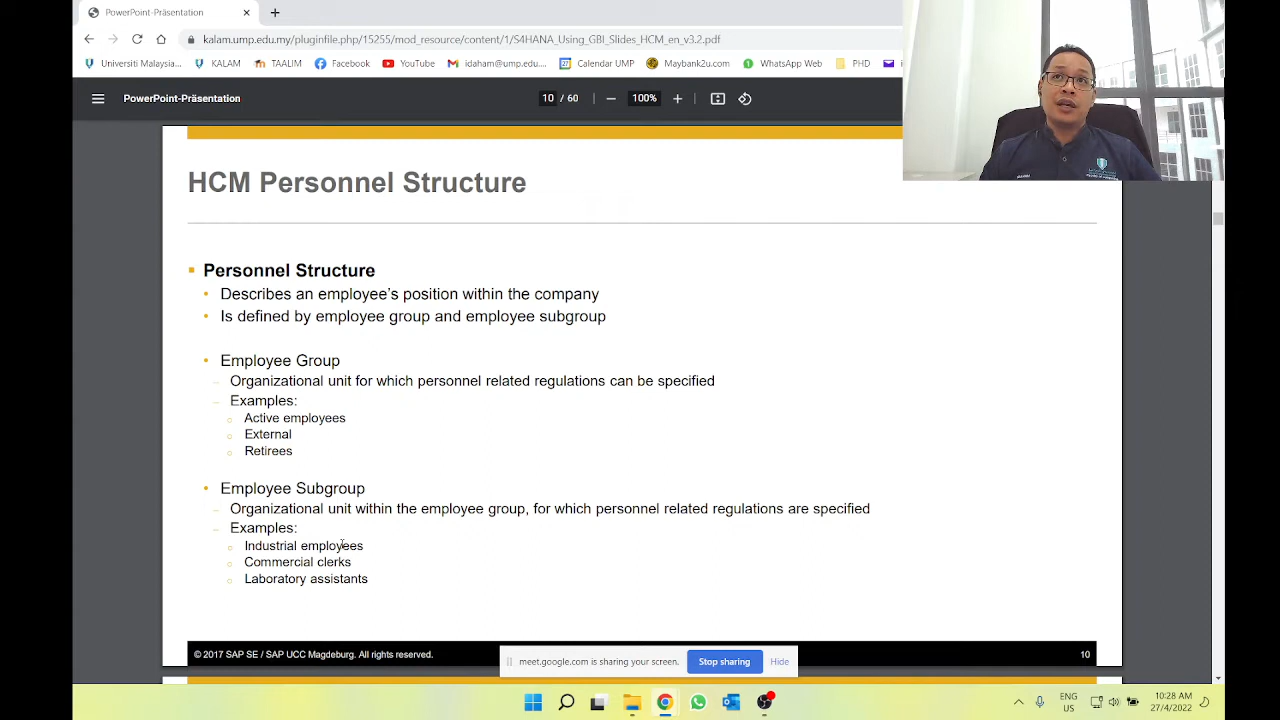 PowerPoint-Präsentation
kalam.ump.edu.my/pluginfile.php/15255/mod_resource/content/1/S4HANA_Using_GBI_Slides_HCM_en_v3.2.pdf
Universiti Malaysia... KALAM TAALIM Facebook YouTube idaham@ump.edu... Calendar UMP Maybank2u.com WhatsApp Web PHD
PowerPoint-Präsentation 10 / 60 100%
HCM Personnel Structure
Personnel Structure
Describes an employee's position within the company
Is defined by employee group and employee subgroup
Employee Group
Organizational unit for which personnel related regulations can be specified
Examples:
Active employees
External
Retirees
Employee Subgroup
Organizational unit within the employee group, for which personnel related regulations are specified
Examples:
Industrial employees
Commercial clerks
Laboratory assistants
© 2017 SAP SE / SAP UCC Magdeburg. All rights reserved. 10
meet.google.com is sharing your screen. Stop sharing Hide
ENG
US
10:28 AM
27/4/2022